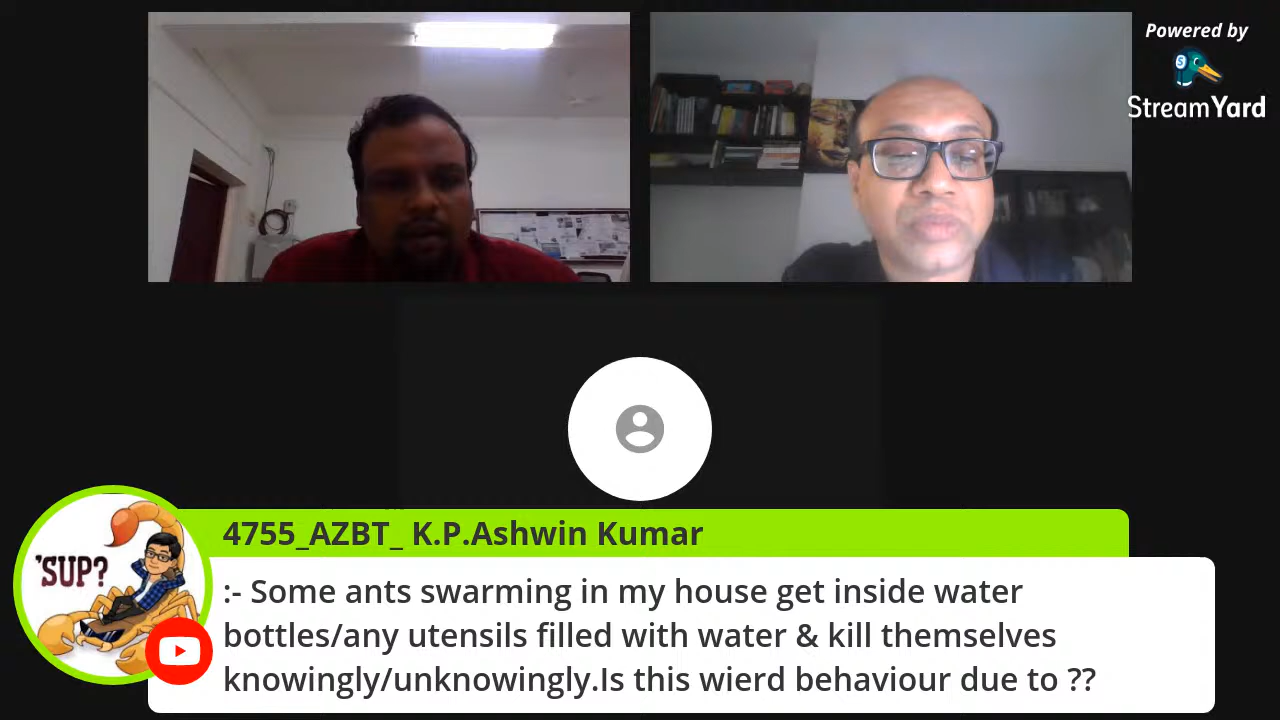 Powered by
StreamYard
4755_AZBT_ K.P.Ashwin Kumar
'SUP?
:- Some ants swarming in my house get inside water
bottles/any utensils filled with water & kill themselves
knowingly/unknowingly.Is this wierd behaviour due to ??